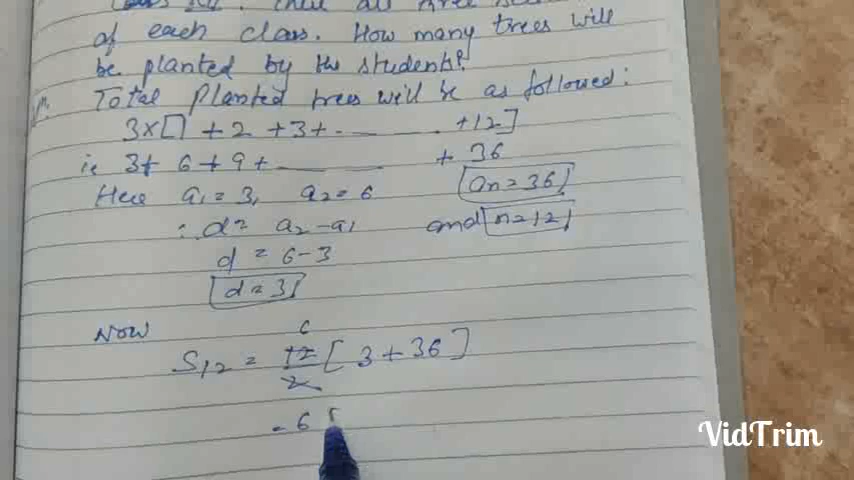 of each class. How many trees will
be planted by the students?
Total Planted trees will be as followed:
3×[1 + 2 + 3+ - ----- +12]
ie 3+ 6 + 9 + ------ + 36
Here a1 = 3, a2 = 6 an = 36
∴ d = a2 - a1 and n = 12
d = 6 - 3
d = 3
Now
S12 = 12/2 6 [ 3 + 36 ]
= 6 [
VidTrim